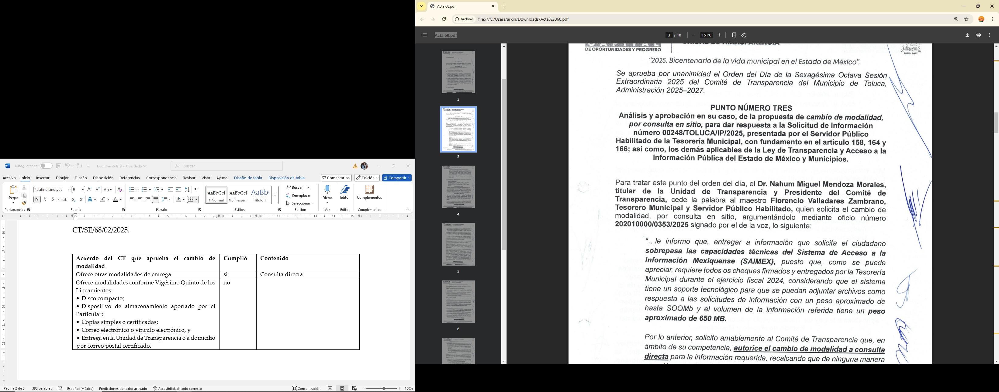 Autoguardado
Documento619 • Guardado
Buscar
Archivo Inicio Insertar Dibujar Diseño Disposición Referencias Correspondencia Revisar Vista Ayuda Diseño de tabla Disposición de tabla Comentarios Edición Compartir
Pegar
Palatino Linotype 9
AaBbCcI AaBbCcI AaBb(
¶ Normal ¶ Sin espa... Título 1
Buscar
Reemplazar
Seleccionar
Dictar
Editor
Complementos
Portapapeles Fuente Párrafo Estilos Edición Voz Editor Complementos
CT/SE/68/02/2025.
Acuerdo del CT que aprueba el cambio de modalidad Cumplió Contenido
Ofrece otras modalidades de entrega si Consulta directa
Ofrece modalidades conforme Vigésimo Quinto de los no
Lineamientos:
• Disco compacto;
• Dispositivo de almacenamiento aportado por el
Particular;
• Copias simples o certificadas;
• Correo electrónico o vínculo electrónico, y
• Entrega en la Unidad de Transparencia o a domicilio
por correo postal certificado.
Página 2 de 3 393 palabras Español (México) Predicciones de texto: activado Accesibilidad: todo correcto Concentración 160%
Acta 68.pdf
Archivo file:///C:/Users/arkin/Downloads/Acta%2068.pdf
Acta 68.pdf 3 / 10 151%
2
3
4
5
6
DE OPORTUNIDADES Y PROGRESO
2025 - 2027
“2025. Bicentenario de la vida municipal en el Estado de México”.
Se aprueba por unanimidad el Orden del Día de la Sexagésima Octava Sesión
Extraordinaria 2025 del Comité de Transparencia del Municipio de Toluca,
Administración 2025–2027.
PUNTO NÚMERO TRES
Análisis y aprobación en su caso, de la propuesta de cambio de modalidad,
por consulta en sitio, para dar respuesta a la Solicitud de Información
número 00248/TOLUCA/IP/2025, presentada por el Servidor Público
Habilitado de la Tesorería Municipal, con fundamento en el artículo 158, 164 y
166; así como, los demás aplicables de la Ley de Transparencia y Acceso a la
Información Pública del Estado de México y Municipios.
Para tratar este punto del orden del día, el Dr. Nahum Miguel Mendoza Morales,
titular de la Unidad de Transparencia y Presidente del Comité de
Transparencia, cede la palabra al maestro Florencio Valladares Zambrano,
Tesorero Municipal y Servidor Público Habilitado, quien solicita el cambio de
modalidad, por consulta en sitio, argumentándolo mediante oficio número
202010000/0353/2025 signado por el de la voz, lo siguiente:
“...le informo que, entregar a información que solicita el ciudadano
sobrepasa las capacidades técnicas del Sistema de Acceso a la
Información Mexiquense (SAIMEX}, puesto que, como se puede
apreciar, requiere todos os cheques firmados y entregados por la Tesorería
Municipal durante el ejercicio fiscal 2024, considerando que el sistema
tiene un soporte tecnológico para que se puedan adjuntar archivos como
respuesta a las solicitudes de información con un peso aproximado de
hasta SOOMb y el volumen de la información referida tiene un peso
aproximado de 650 MB.
Por lo anterior, solicito amablemente al Comité de Transparencia que, en
ámbito de su competencia, autorice el cambio de modalidad a consulta
directa para la información requerida, recalcando que de ninguna manera